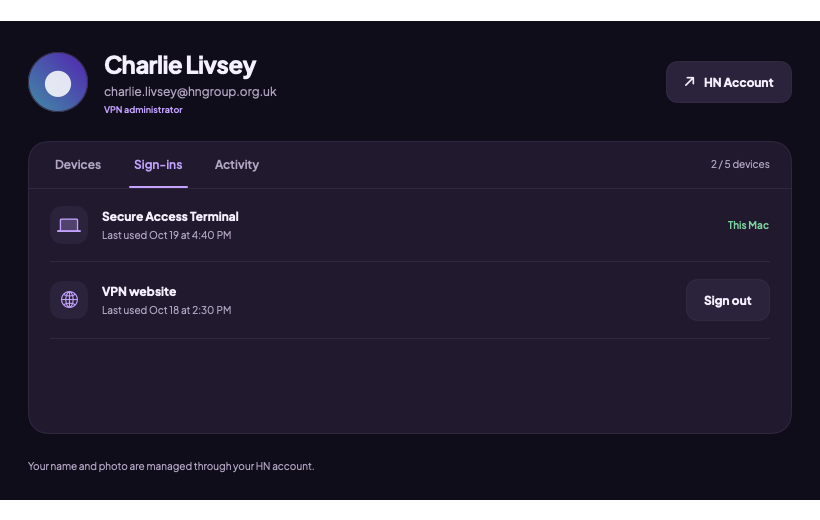 Charlie Livsey
charlie.livsey@hngroup.org.uk
VPN administrator
HN Account
Devices
Sign-ins
Activity
2 / 5 devices
Secure Access Terminal
Last used Oct 19 at 4:40 PM
This Mac
VPN website
Last used Oct 18 at 2:30 PM
Sign out
Your name and photo are managed through your HN account.